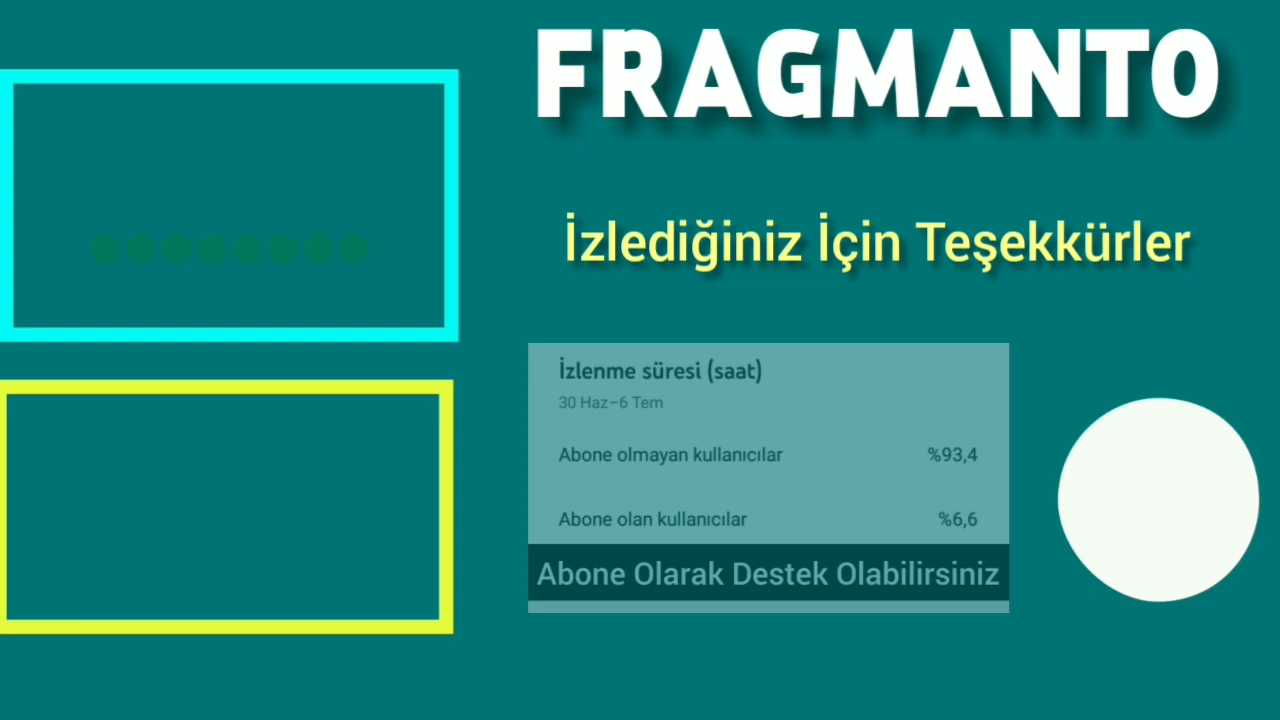 FRAGMANTO
İzlediğiniz İçin Teşekkürler
İzlenme süresi (saat)
30 Haz–6 Tem
Abone olmayan kullanıcılar %93,4
Abone olan kullanıcılar %6,6
Abone Olarak Destek Olabilirsiniz